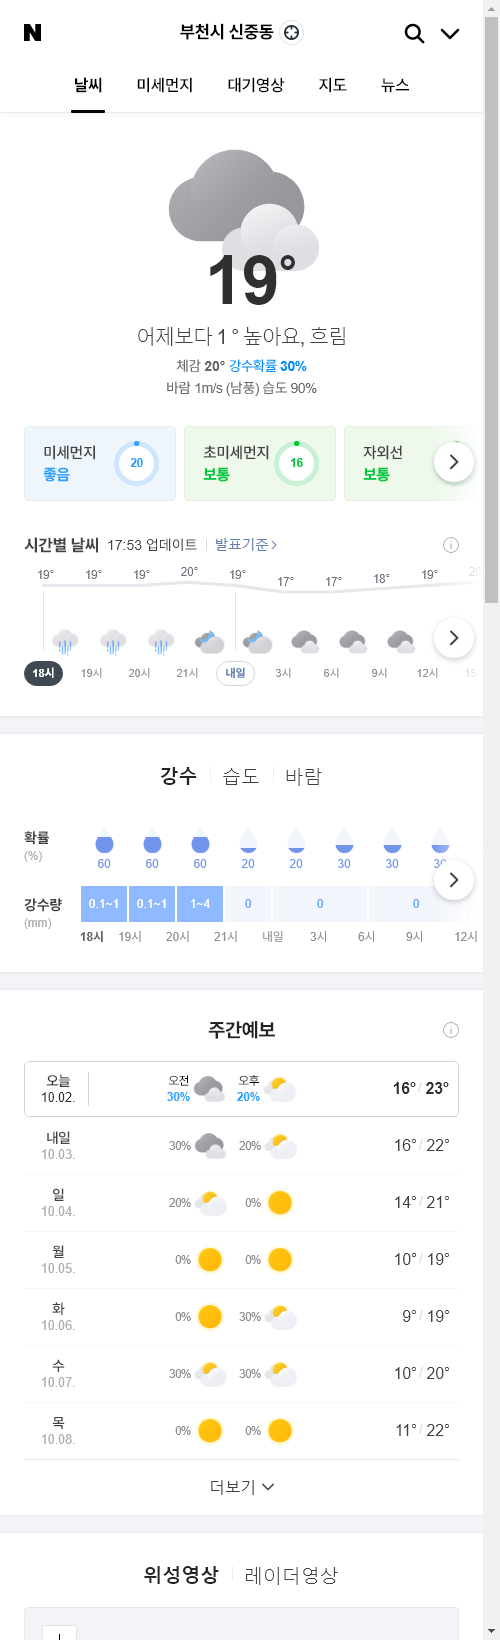 N 부천시 신중동
날씨 미세먼지 대기영상 지도 뉴스
19°
어제보다 1 ° 높아요, 흐림
체감 20° 강수확률 30%
바람 1m/s (남풍) 습도 90%
미세먼지 좋음 20
초미세먼지 보통 16
자외선 보통
시간별 날씨 17:53 업데이트 발표기준
19° 19° 19° 20° 19° 17° 17° 18° 19° 20
18시 19시 20시 21시 내일 3시 6시 9시 12시 15
강수 습도 바람
확률
(%)
60 60 60 20 20 30 30 30
강수량
(mm)
0.1~1 0.1~1 1~4 0 0 0
18시 19시 20시 21시 내일 3시 6시 9시 12시
주간예보
오늘 10.02. 오전 30% 오후 20% 16° / 23°
내일 10.03. 30% 20% 16° / 22°
일 10.04. 20% 0% 14° / 21°
월 10.05. 0% 0% 10° / 19°
화 10.06. 0% 30% 9° / 19°
수 10.07. 30% 30% 10° / 20°
목 10.08. 0% 0% 11° / 22°
더보기
위성영상 레이더영상